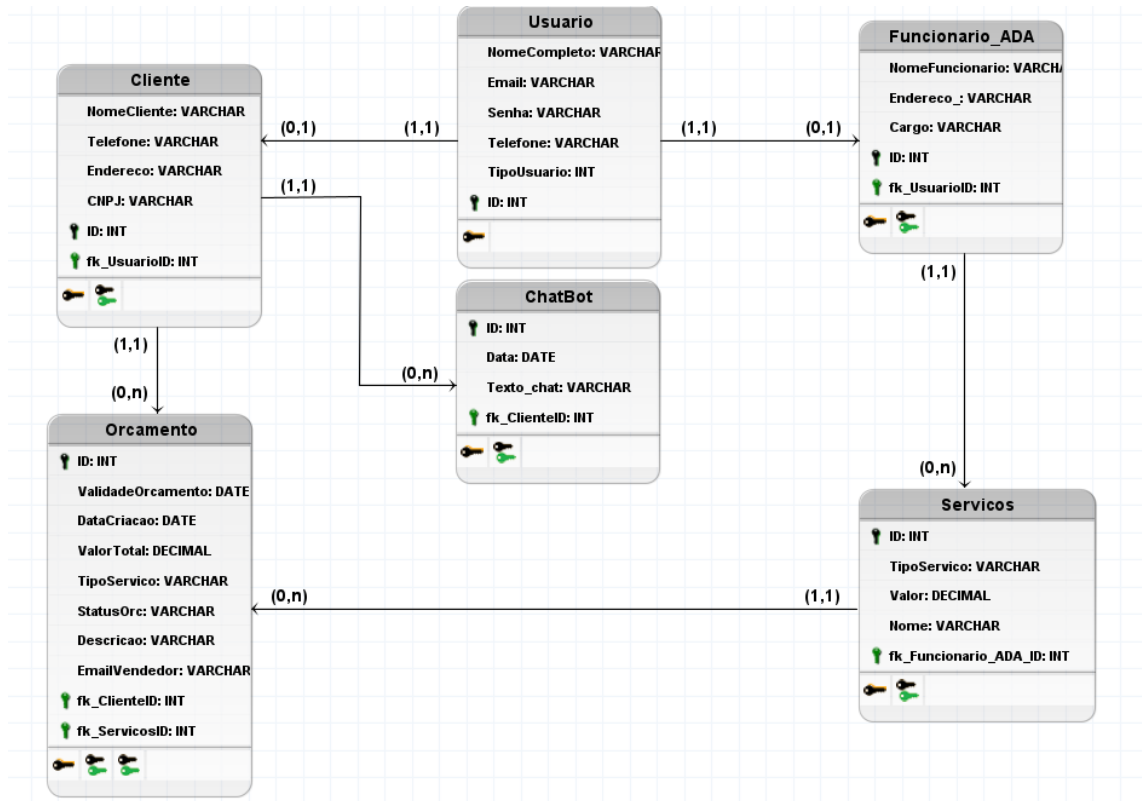 Usuario
NomeCompleto: VARCHAR
Email: VARCHAR
Senha: VARCHAR
Telefone: VARCHAR
TipoUsuario: INT
ID: INT
Funcionario_ADA
NomeFuncionario: VARCHA
Endereco_: VARCHAR
Cargo: VARCHAR
ID: INT
fk_UsuarioID: INT
Cliente
NomeCliente: VARCHAR
Telefone: VARCHAR
Endereco: VARCHAR
CNPJ: VARCHAR
ID: INT
fk_UsuarioID: INT
(0,1)
(1,1)
(1,1)
(0,1)
(1,1)
(1,1)
(0,n)
(0,n)
(1,1)
(0,n)
ChatBot
ID: INT
Data: DATE
Texto_chat: VARCHAR
fk_ClienteID: INT
Orcamento
ID: INT
ValidadeOrcamento: DATE
DataCriacao: DATE
ValorTotal: DECIMAL
TipoServico: VARCHAR
StatusOrc: VARCHAR
Descricao: VARCHAR
EmailVendedor: VARCHAR
fk_ClienteID: INT
fk_ServicosID: INT
(0,n)
(1,1)
Servicos
ID: INT
TipoServico: VARCHAR
Valor: DECIMAL
Nome: VARCHAR
fk_Funcionario_ADA_ID: INT